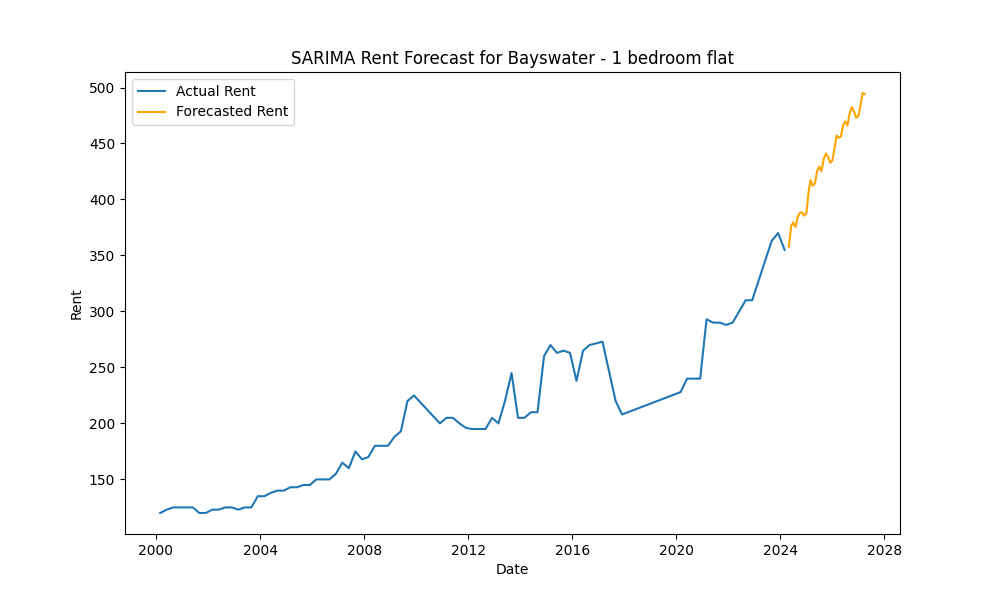 SARIMA Rent Forecast for Bayswater - 1 bedroom flat
Actual Rent
Forecasted Rent
500
450
400
350
300
250
200
150
Rent
2000 2004 2008 2012 2016 2020 2024 2028
Date